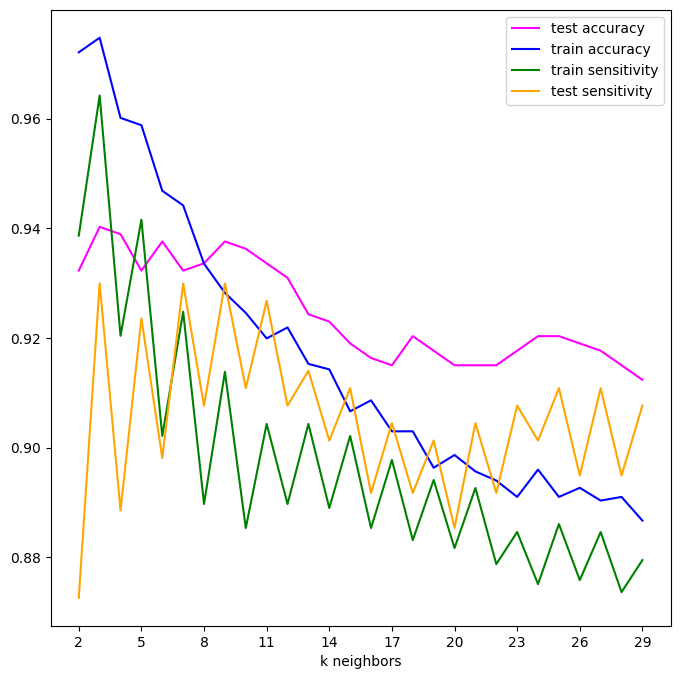 test accuracy
train accuracy
train sensitivity
test sensitivity
0.96
0.94
0.92
0.90
0.88
2 5 8 11 14 17 20 23 26 29
k neighbors